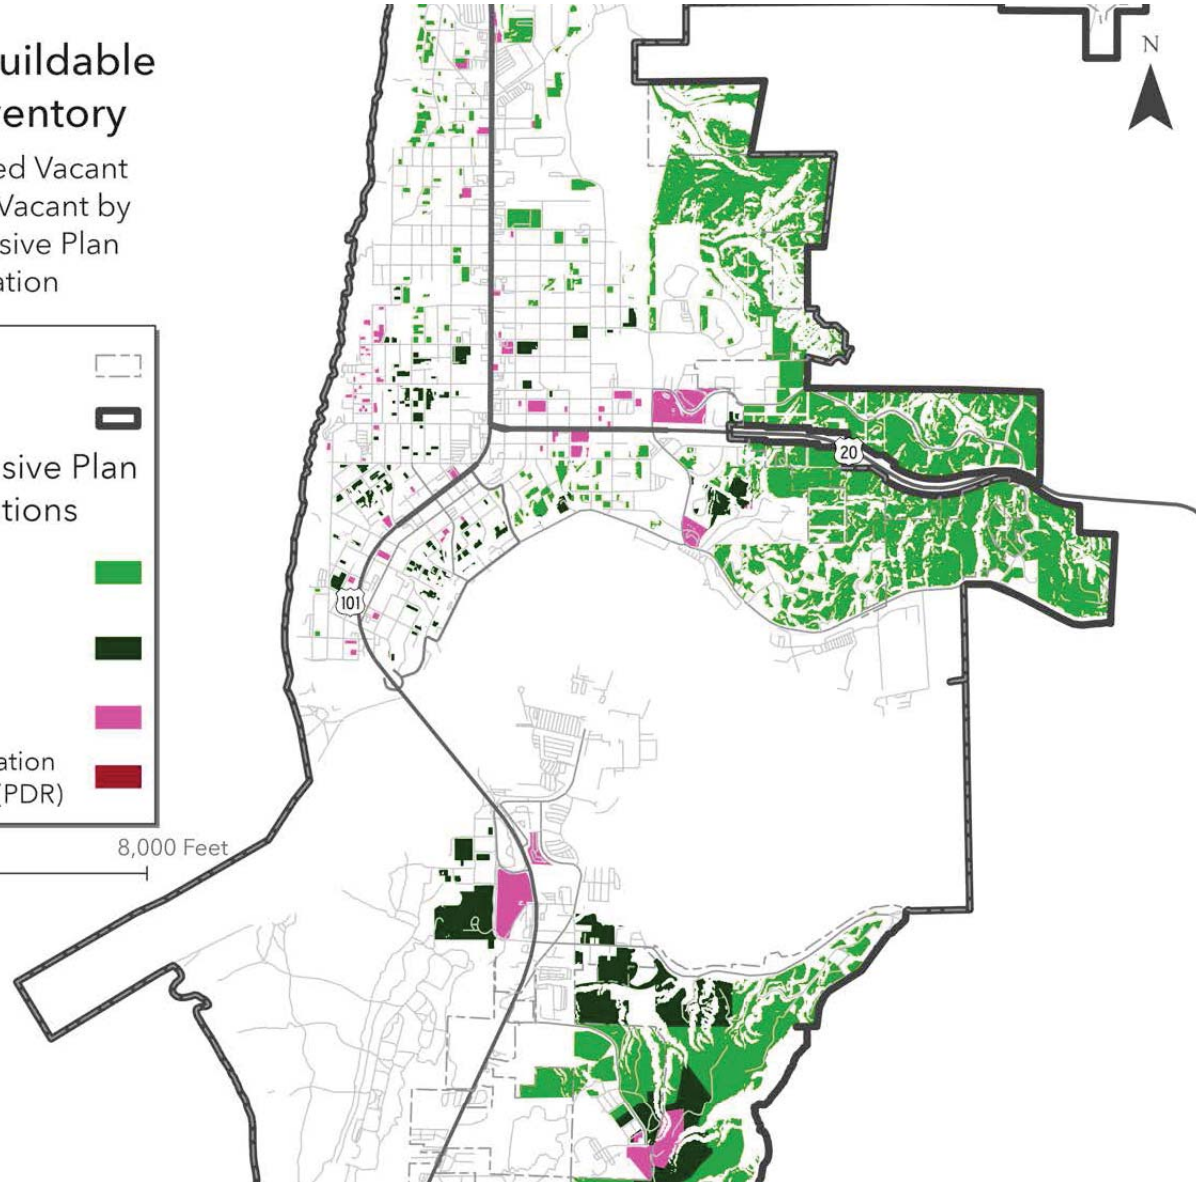 uildable
entory
ed Vacant
Vacant by
sive Plan
ation
sive Plan
tions
ation
(PDR)
8,000 Feet
N
20
101